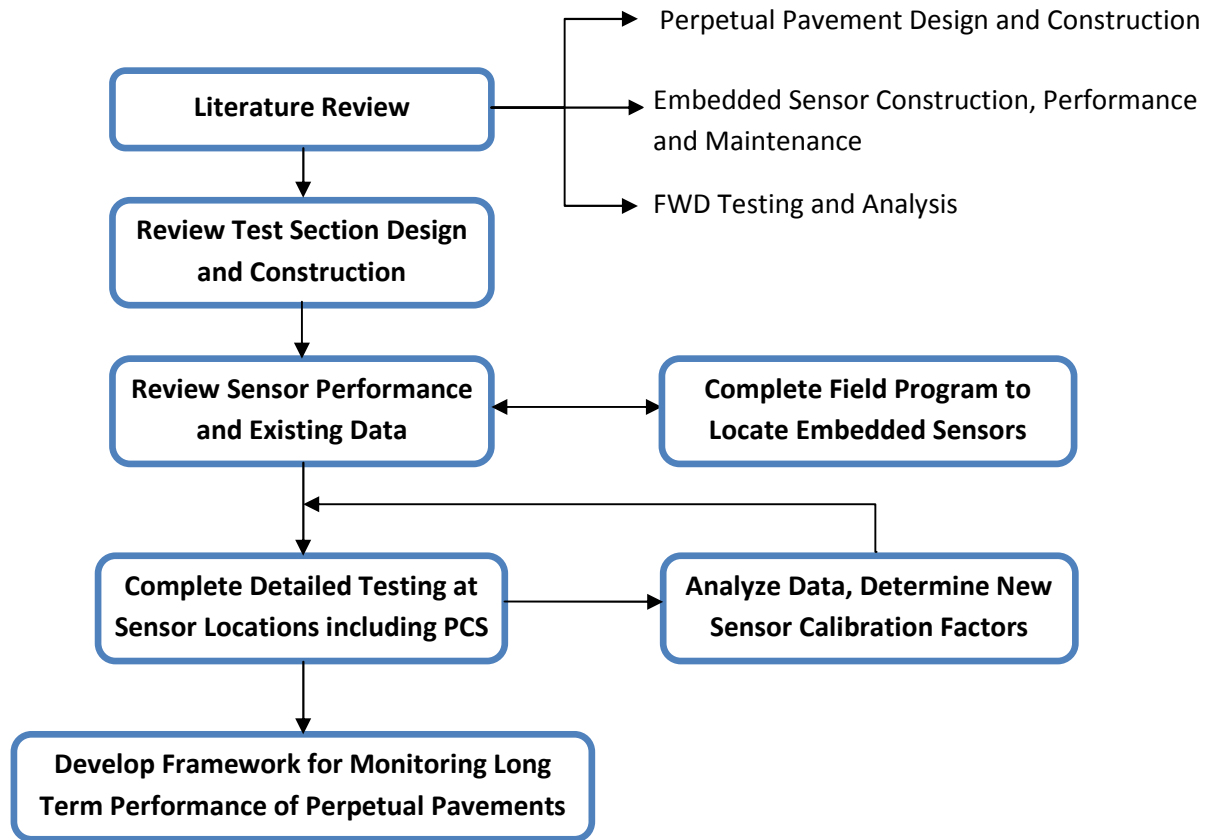 Perpetual Pavement Design and Construction
Literature Review
Embedded Sensor Construction, Performance
and Maintenance
FWD Testing and Analysis
Review Test Section Design
and Construction
Review Sensor Performance
and Existing Data
Complete Field Program to
Locate Embedded Sensors
Complete Detailed Testing at
Sensor Locations including PCS
Analyze Data, Determine New
Sensor Calibration Factors
Develop Framework for Monitoring Long
Term Performance of Perpetual Pavements